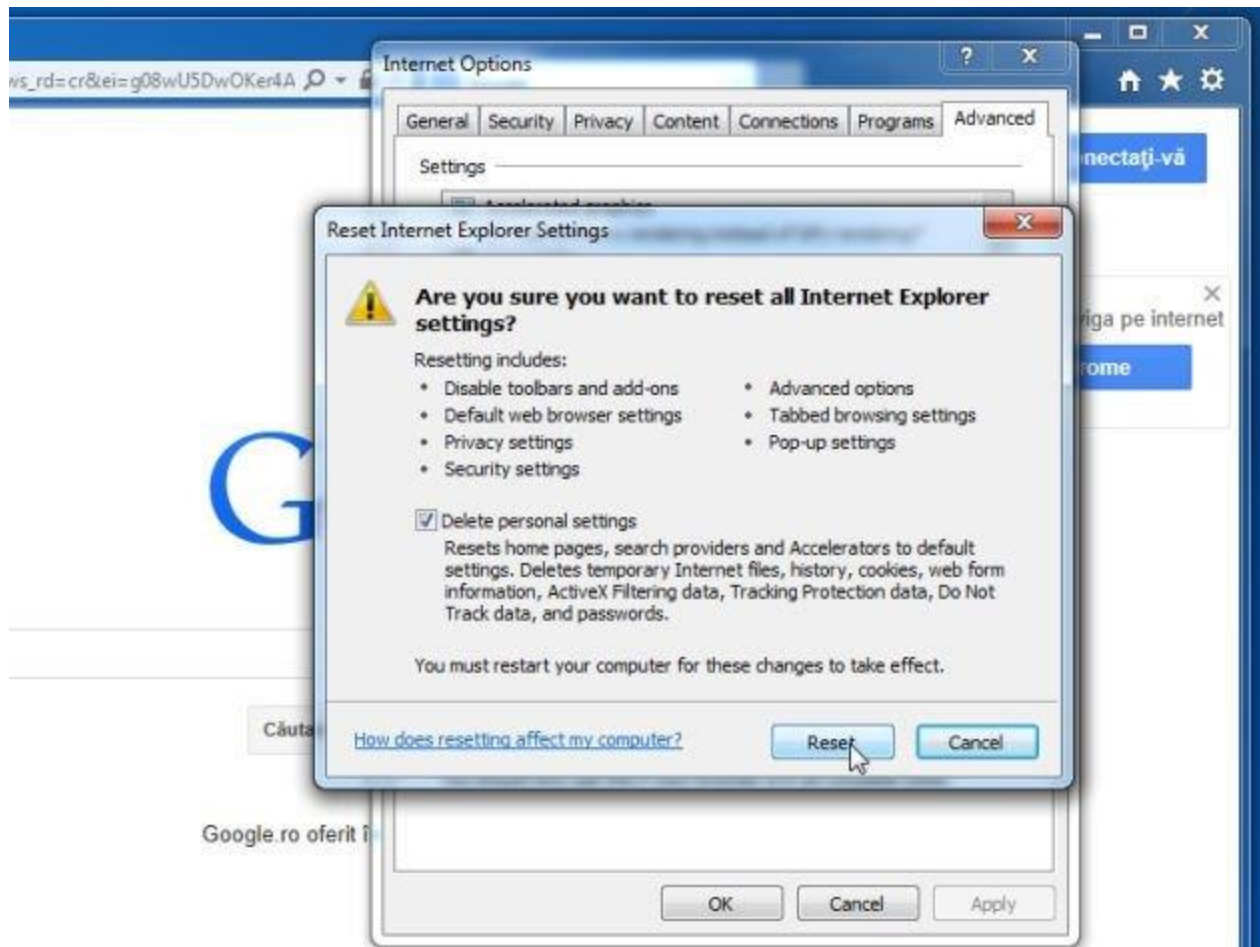 ws_rd=cr&ei=g08wU5DwOKer4A
Internet Options
General Security Privacy Content Connections Programs Advanced
Settings
Accelerated graphics
nectați-vă
Reset Internet Explorer Settings
Are you sure you want to reset all Internet Explorer
settings?
Resetting includes:
• Disable toolbars and add-ons
• Default web browser settings
• Privacy settings
• Security settings
• Advanced options
• Tabbed browsing settings
• Pop-up settings
Delete personal settings
Resets home pages, search providers and Accelerators to default
settings. Deletes temporary Internet files, history, cookies, web form
information, ActiveX Filtering data, Tracking Protection data, Do Not
Track data, and passwords.
You must restart your computer for these changes to take effect.
How does resetting affect my computer?
Reset Cancel
viga pe internet
rome
G
Căuta
Google.ro oferit î
OK Cancel Apply